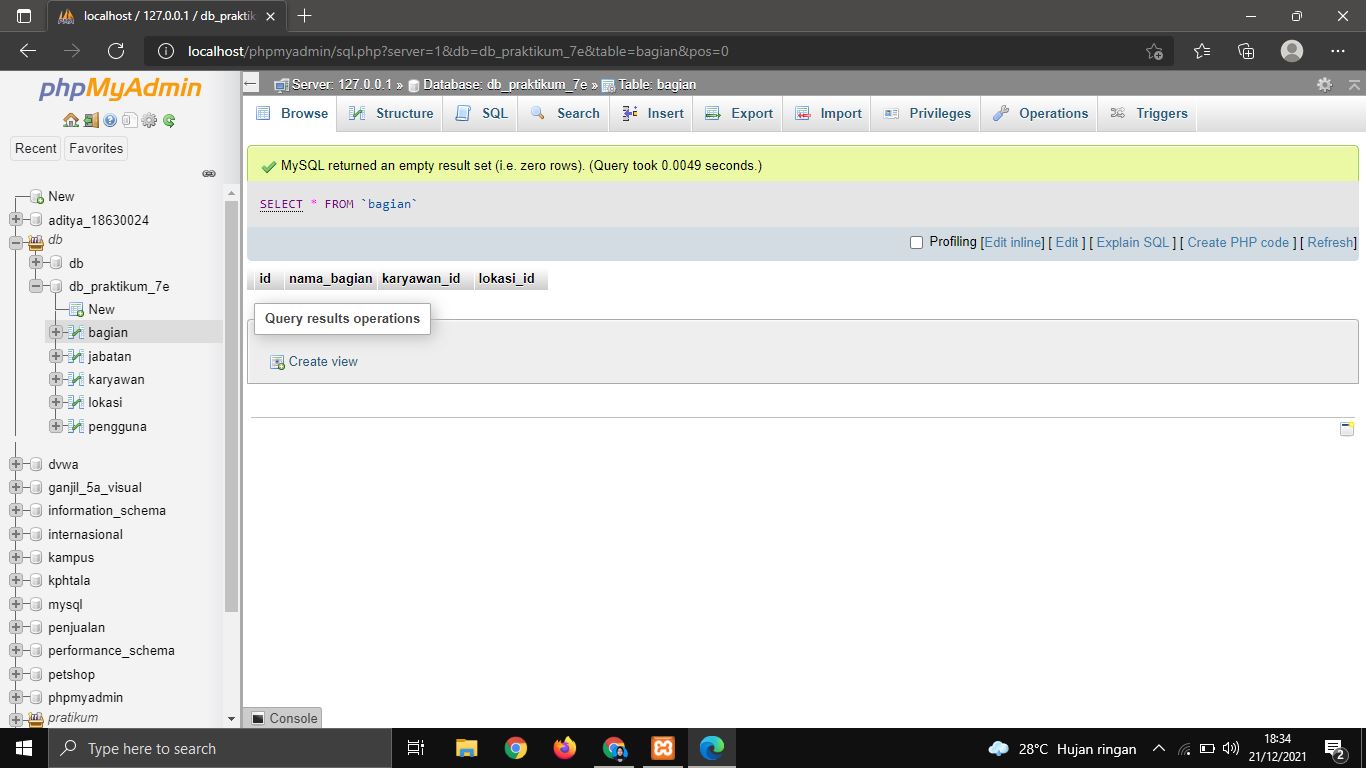 localhost / 127.0.0.1 / db_praktik
localhost/phpmyadmin/sql.php?server=1&db=db_praktikum_7e&table=bagian&pos=0
phpMyAdmin
Recent Favorites
New
aditya_18630024
db
db
db_praktikum_7e
New
bagian
jabatan
karyawan
lokasi
pengguna
dvwa
ganjil_5a_visual
information_schema
internasional
kampus
kphtala
mysql
penjualan
performance_schema
petshop
phpmyadmin
pratikum
Server: 127.0.0.1 » Database: db_praktikum_7e » Table: bagian
Browse Structure SQL Search Insert Export Import Privileges Operations Triggers
MySQL returned an empty result set (i.e. zero rows). (Query took 0.0049 seconds.)
SELECT * FROM `bagian`
Profiling [Edit inline] [ Edit ] [ Explain SQL ] [ Create PHP code ] [ Refresh]
id nama_bagian karyawan_id lokasi_id
Query results operations
Create view
Console
Type here to search
28°C Hujan ringan
18:34
21/12/2021
2